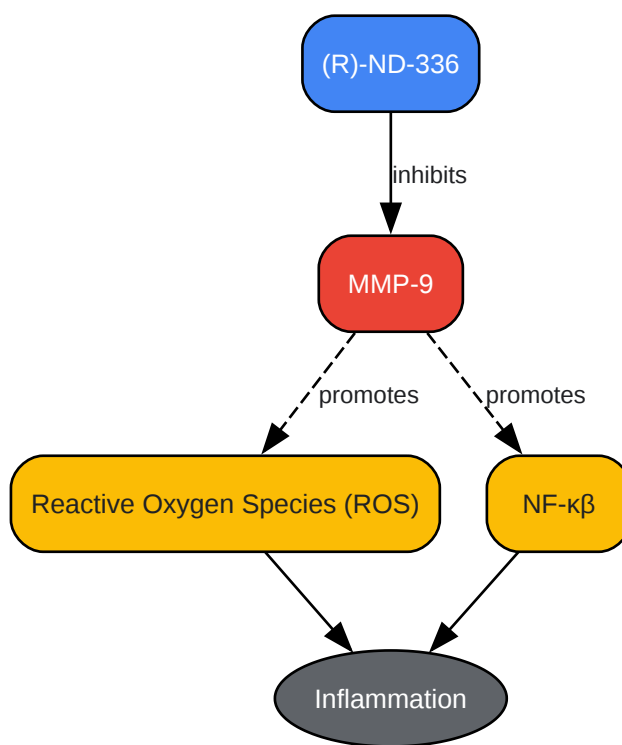 (R)-ND-336
inhibits
MMP-9
promotes
promotes
Reactive Oxygen Species (ROS)
NF-κβ
Inflammation